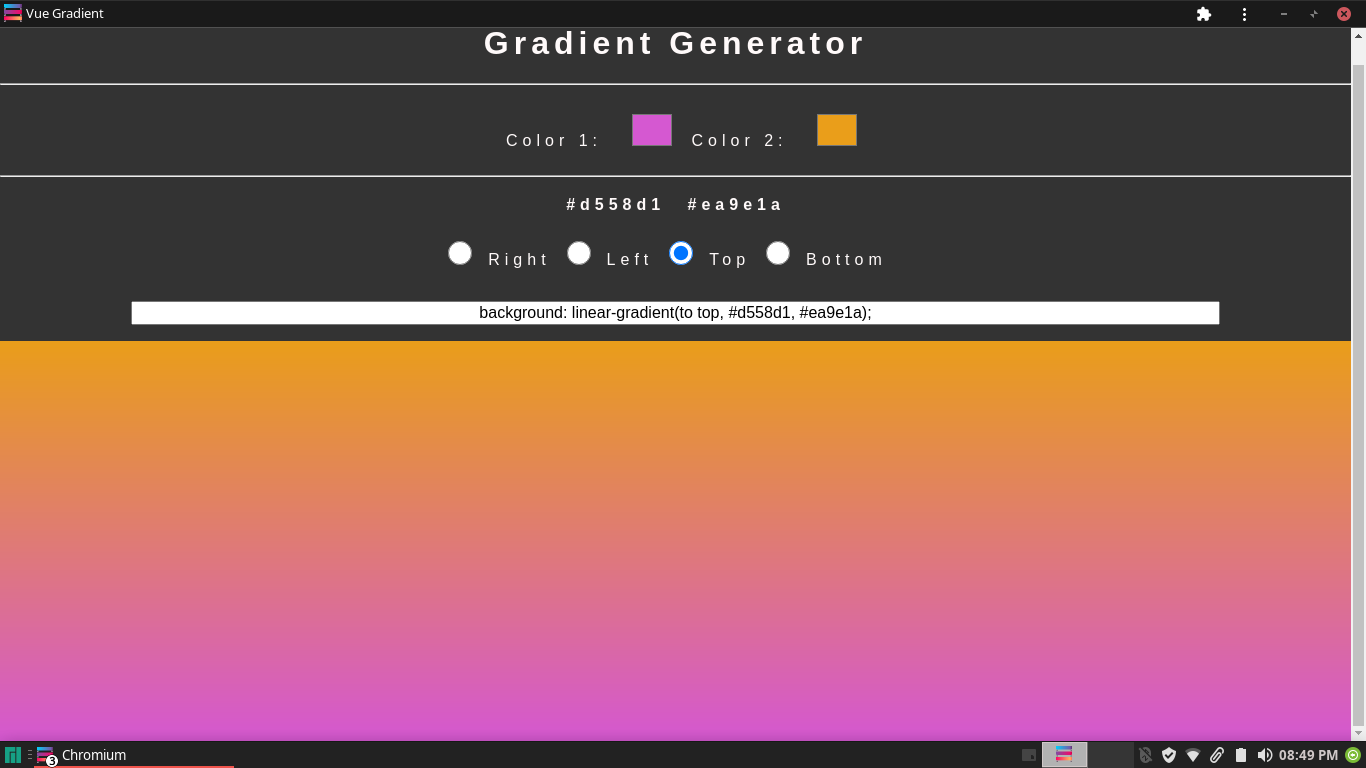 Vue Gradient
Gradient Generator
Color 1: Color 2:
#d558d1 #ea9e1a
Right Left Top Bottom
background: linear-gradient(to top, #d558d1, #ea9e1a);
3 Chromium 08:49 PM